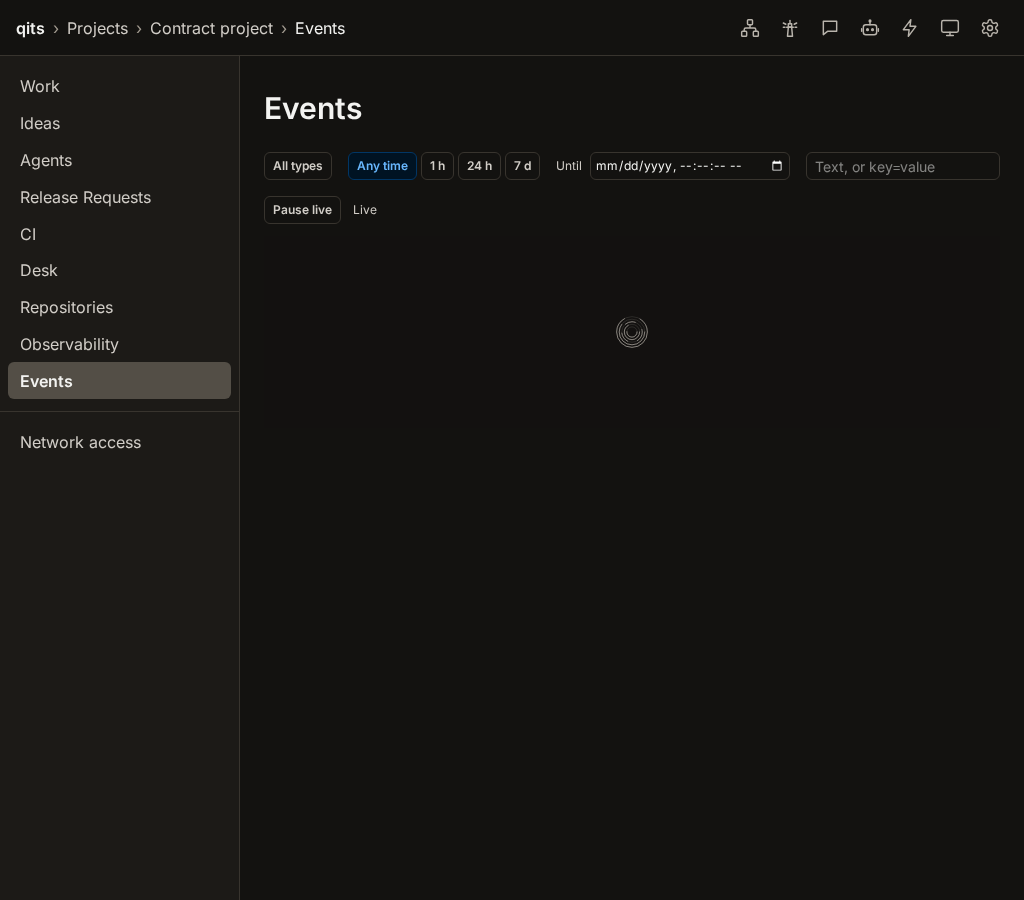 qits › Projects › Contract project › Events
Work
Ideas
Agents
Release Requests
CI
Desk
Repositories
Observability
Events
Network access
Events
All types Any time 1 h 24 h 7 d Until mm/dd/yyyy, --:--:-- -- Text, or key=value
Pause live Live